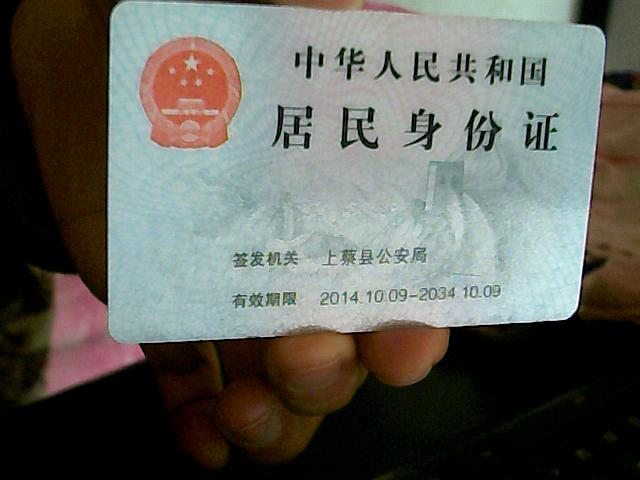 中华人民共和国
居民身份证
签发机关 上蔡县公安局
有效期限 2014.10.09-2034.10.09